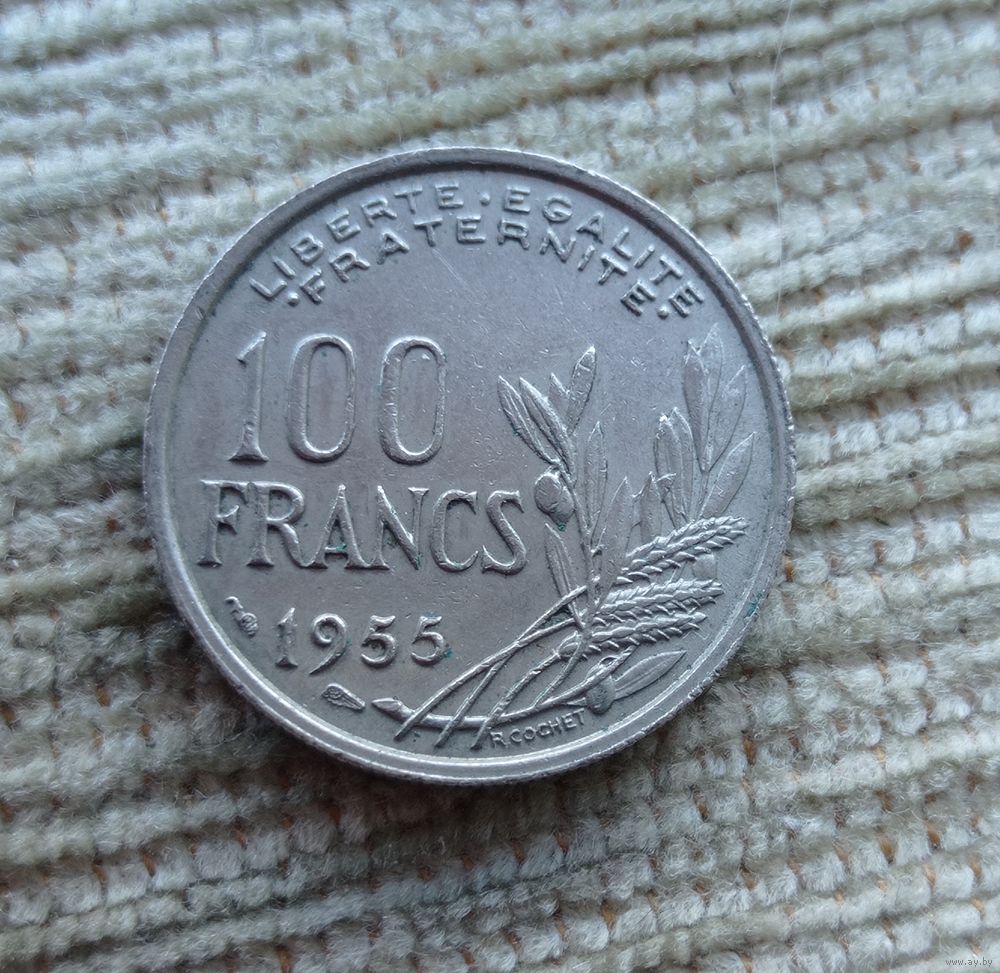 LIBERTE · EGALITE
· FRATERNITE ·
100
FRANCS
1955
R. COCHET
www.ay.by